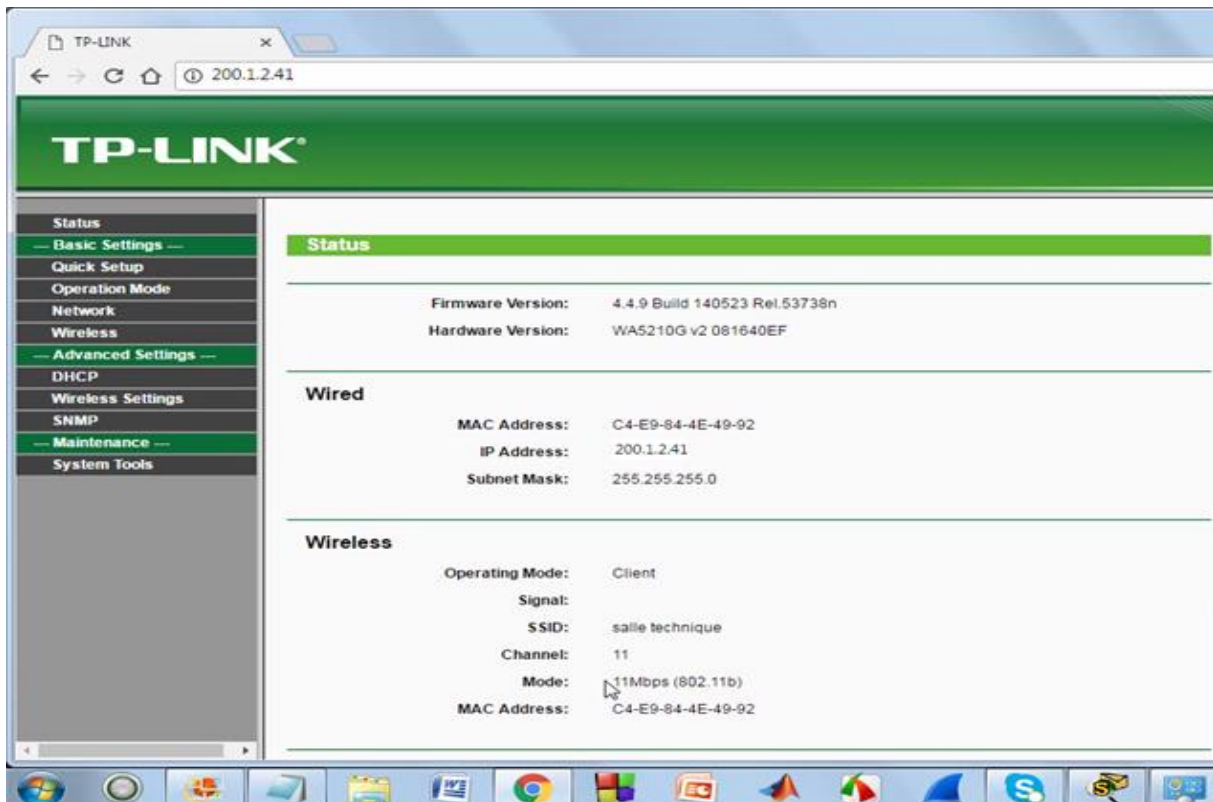 TP-LINK
200.1.2.41
TP-LINK®
Status
--- Basic Settings ---
Quick Setup
Operation Mode
Network
Wireless
--- Advanced Settings ---
DHCP
Wireless Settings
SNMP
--- Maintenance ---
System Tools
Status
Firmware Version: 4.4.9 Build 140523 Rel.53738n
Hardware Version: WA5210G v2 081640EF
Wired
MAC Address: C4-E9-84-4E-49-92
IP Address: 200.1.2.41
Subnet Mask: 255.255.255.0
Wireless
Operating Mode: Client
Signal:
SSID: salle technique
Channel: 11
Mode: 11Mbps (802.11b)
MAC Address: C4-E9-84-4E-49-92